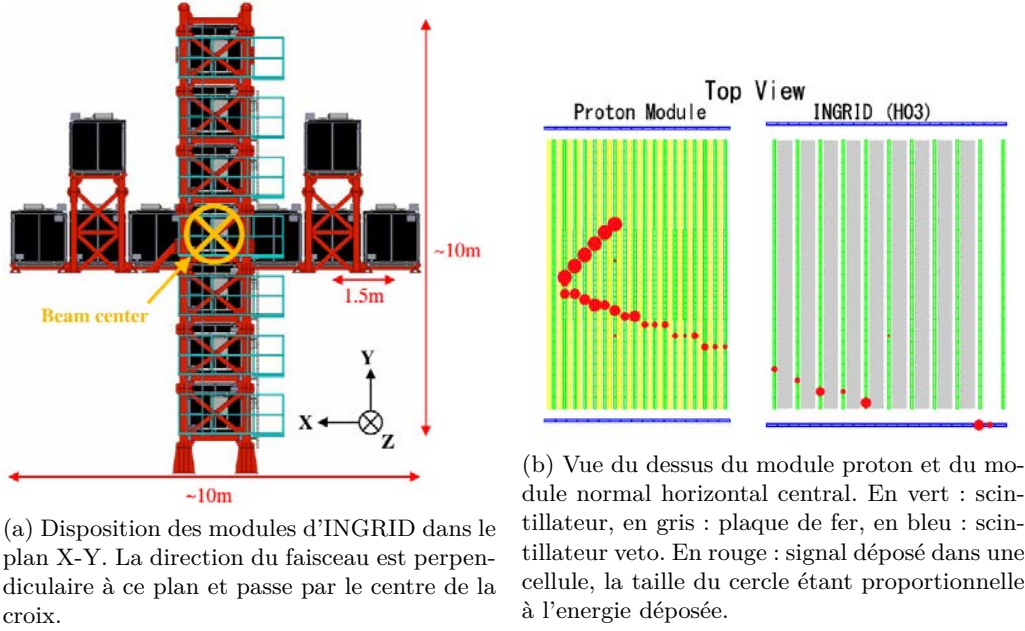 ~10m
1.5m
Beam center
Y
X
Z
~10m
(a) Disposition des modules d'INGRID dans le
plan X-Y. La direction du faisceau est perpen-
diculaire à ce plan et passe par le centre de la
croix.
Top View
Proton Module
INGRID (H03)
(b) Vue du dessus du module proton et du mo-
dule normal horizontal central. En vert : scin-
tillateur, en gris : plaque de fer, en bleu : scin-
tillateur veto. En rouge : signal déposé dans une
cellule, la taille du cercle étant proportionnelle
à l'energie déposée.